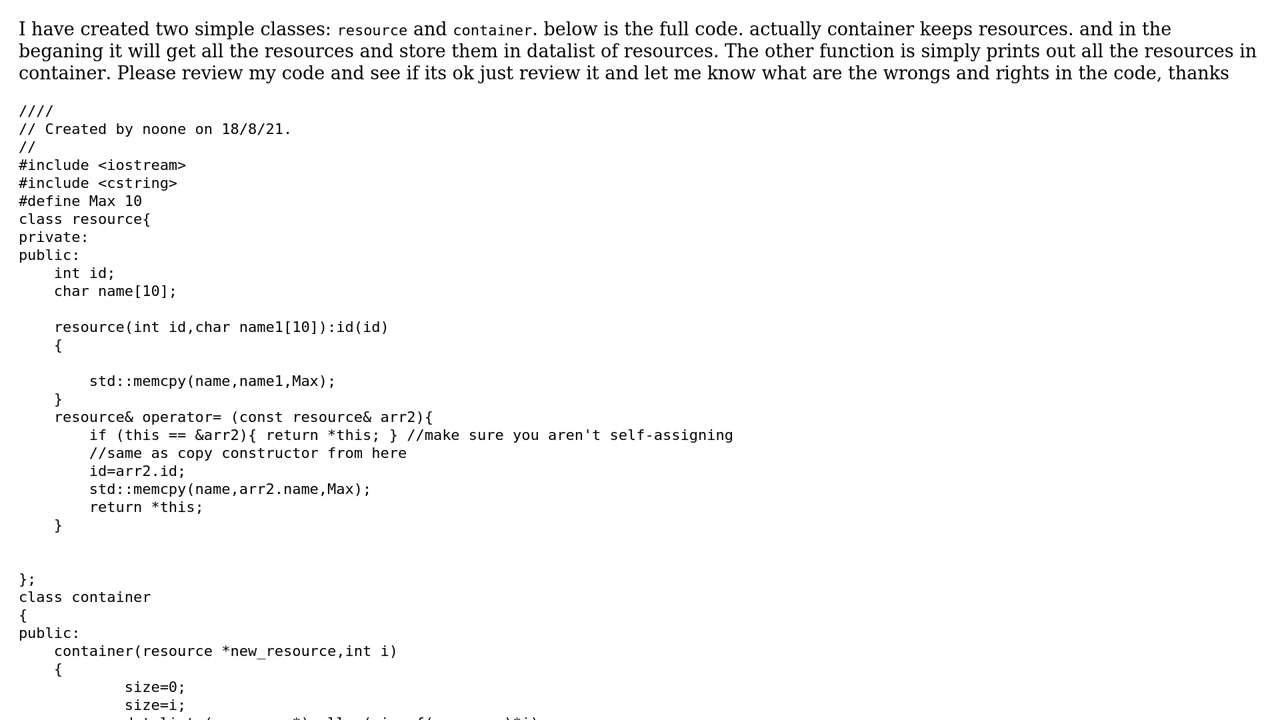 I have created two simple classes: resource and container. below is the full code. actually container keeps resources. and in the
beganing it will get all the resources and store them in datalist of resources. The other function is simply prints out all the resources in
container. Please review my code and see if its ok just review it and let me know what are the wrongs and rights in the code, thanks
////
// Created by noone on 18/8/21.
//
#include <iostream>
#include <cstring>
#define Max 10
class resource{
private:
public:
    int id;
    char name[10];
    resource(int id,char name1[10]):id(id)
    {
        std::memcpy(name,name1,Max);
    }
    resource& operator= (const resource& arr2){
        if (this == &arr2){ return *this; } //make sure you aren't self-assigning
        //same as copy constructor from here
        id=arr2.id;
        std::memcpy(name,arr2.name,Max);
        return *this;
    }
};
class container
{
public:
    container(resource *new_resource,int i)
    {
            size=0;
            size=i;